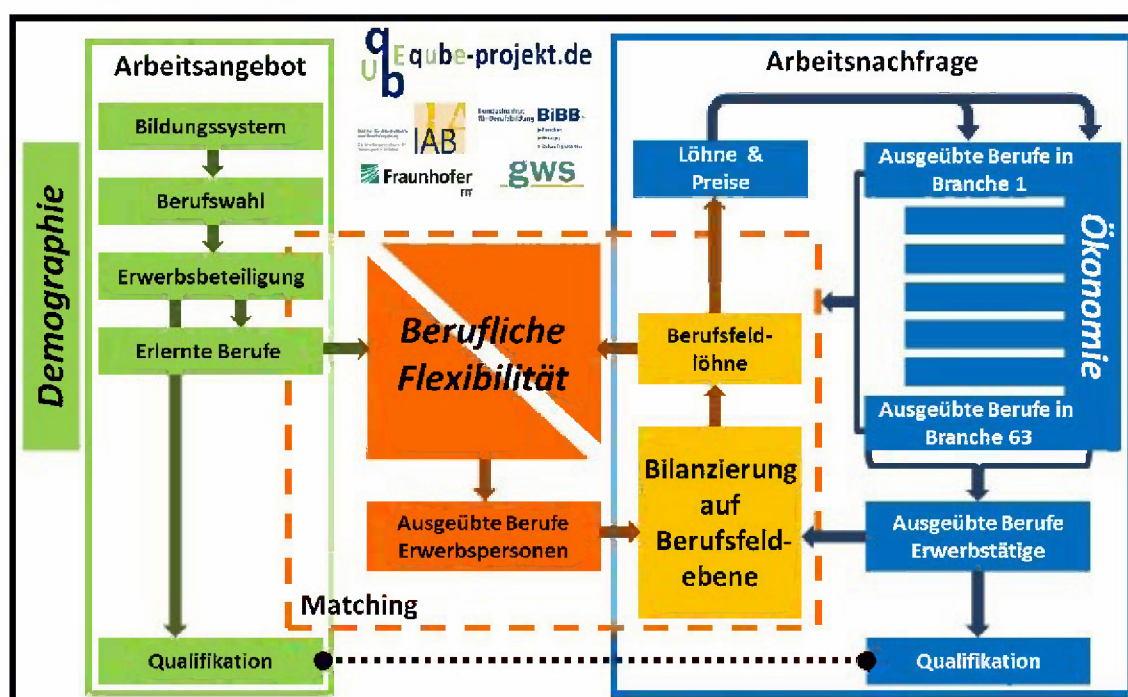 Arbeitsangebot
qube-projekt.de
Arbeitsnachfrage
Bildungssystem
IAB
BiBB
Löhne &
Preise
Ausgeübte Berufe in
Branche 1
Berufswahl
Fraunhofer
FIT
gws
Demographie
Ökonomie
Erwerbsbeteiligung
Berufliche
Flexibilität
Berufsfeld-
löhne
Erlernte Berufe
Ausgeübte Berufe in
Branche 63
Bilanzierung
auf
Berufsfeld-
ebene
Ausgeübte Berufe
Erwerbspersonen
Ausgeübte Berufe
Erwerbstätige
Matching
Qualifikation
Qualifikation